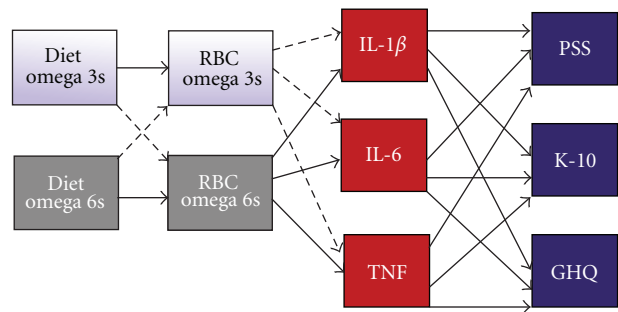 Diet
omega 3s
RBC
omega 3s
IL-1β
PSS
Diet
omega 6s
RBC
omega 6s
IL-6
K-10
TNF
GHQ